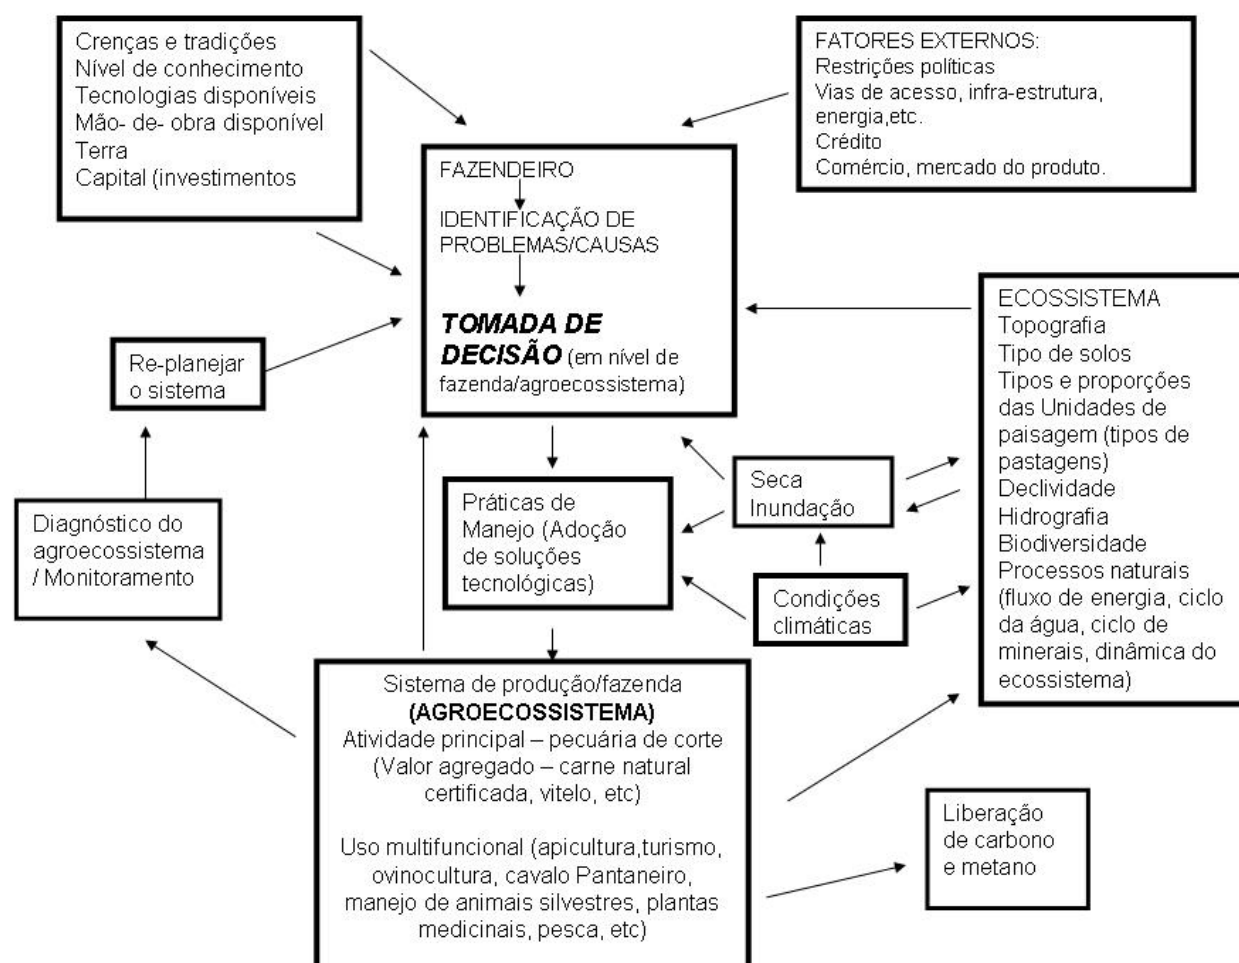 Crenças e tradições
Nível de conhecimento
Tecnologias disponíveis
Mão- de- obra disponível
Terra
Capital (investimentos
FATORES EXTERNOS:
Restrições políticas
Vias de acesso, infra-estrutura,
energia,etc.
Crédito
Comércio, mercado do produto.
FAZENDEIRO
IDENTIFICAÇÃO DE
PROBLEMAS/CAUSAS
TOMADA DE
DECISÃO (em nível de
fazenda/agroecossistema)
ECOSSISTEMA
Topografia
Tipo de solos
Tipos e proporções
das Unidades de
paisagem (tipos de
pastagens)
Declividade
Hidrografia
Biodiversidade
Processos naturais
(fluxo de energia, ciclo
da água, ciclo de
minerais, dinâmica do
ecossistema)
Re-planejar
o sistema
Seca
Inundação
Práticas de
Manejo (Adoção
de soluções
tecnológicas)
Diagnóstico do
agroecossistema
/ Monitoramento
Condições
climáticas
Sistema de produção/fazenda
(AGROECOSSISTEMA)
Atividade principal – pecuária de corte
(Valor agregado – carne natural
certificada, vitelo, etc)
Uso multifuncional (apicultura,turismo,
ovinocultura, cavalo Pantaneiro,
manejo de animais silvestres, plantas
medicinais, pesca, etc)
Liberação
de carbono
e metano